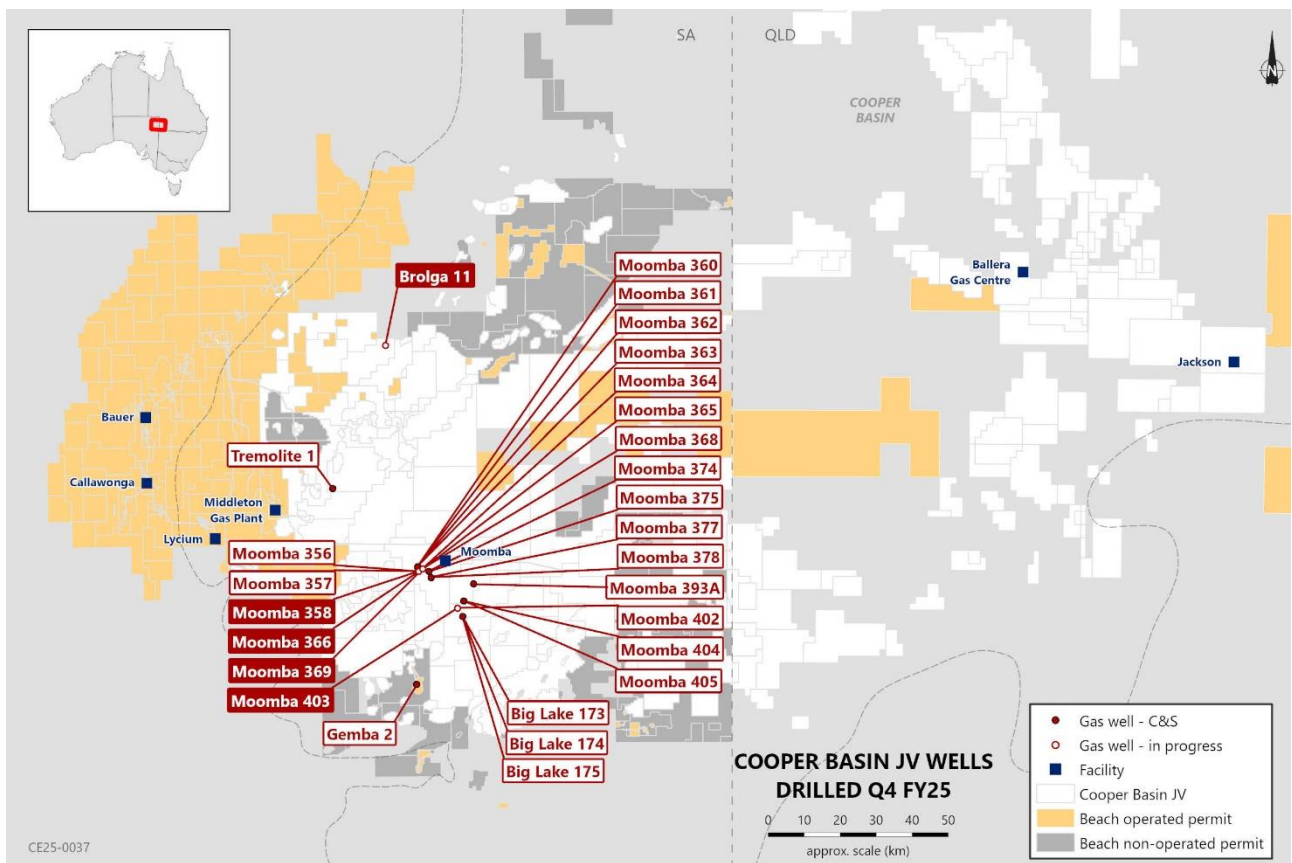 SA
QLD
N
COOPER
BASIN
Moomba 360
Moomba 361
Moomba 362
Moomba 363
Moomba 364
Moomba 365
Moomba 368
Moomba 374
Moomba 375
Moomba 377
Moomba 378
Moomba 393A
Moomba 402
Moomba 404
Moomba 405
Brolga 11
Ballera
Gas Centre
Jackson
Bauer
Tremolite 1
Callawonga
Middleton
Gas Plant
Lycium
Moomba
Moomba 356
Moomba 357
Moomba 358
Moomba 366
Moomba 369
Moomba 403
Gemba 2
Big Lake 173
Big Lake 174
Big Lake 175
COOPER BASIN JV WELLS
DRILLED Q4 FY25
0 10 20 30 40 50
approx. scale (km)
Gas well - C&S
Gas well - in progress
Facility
Cooper Basin JV
Beach operated permit
Beach non-operated permit
CE25-0037